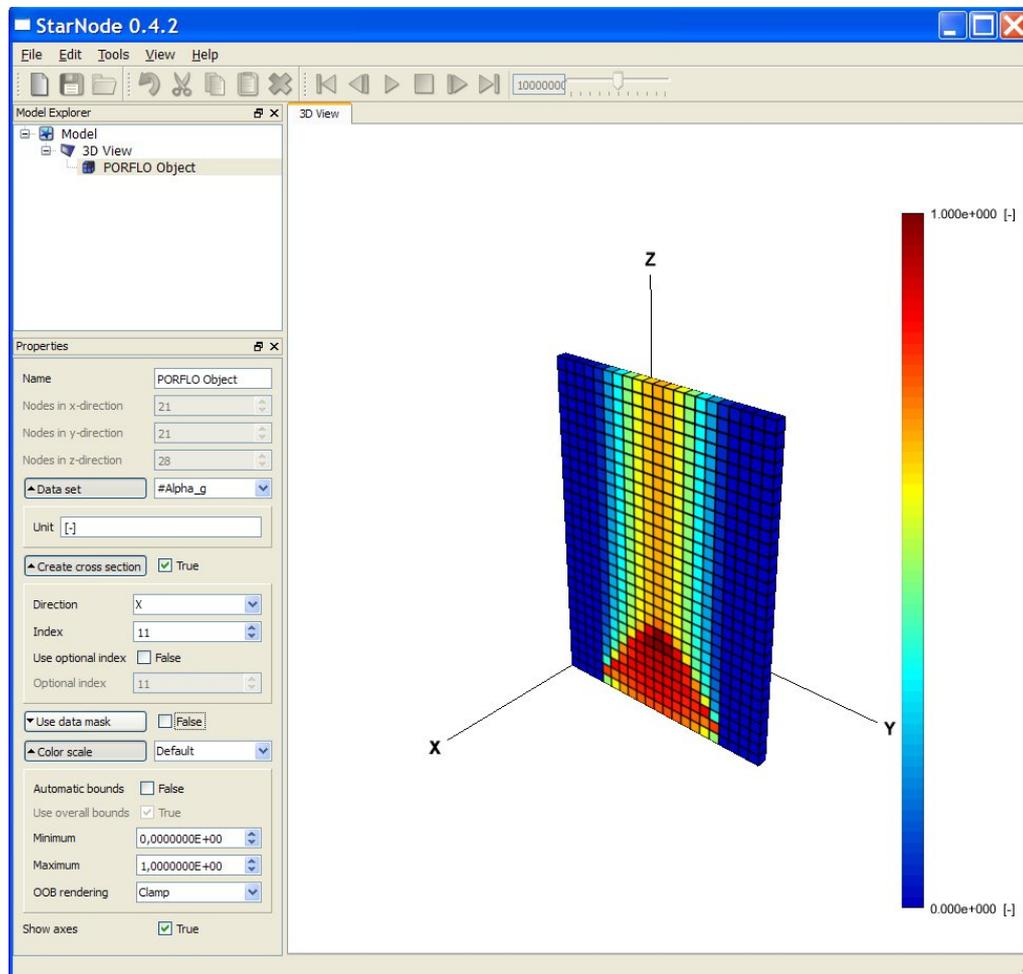 StarNode 0.4.2
File Edit Tools View Help
10000000
Model Explorer
3D View
Model
3D View
PORFLO Object
1.000e+000 [-]
Z
Properties
Name PORFLO Object
Nodes in x-direction 21
Nodes in y-direction 21
Nodes in z-direction 28
Data set #Alpha_g
Unit [-]
Create cross section True
Direction X
Index 11
Use optional index False
Optional index 11
Use data mask False
Color scale Default
X
Y
Automatic bounds False
Use overall bounds True
Minimum 0,0000000E+00
Maximum 1,0000000E+00
OOB rendering Clamp
0.000e+000 [-]
Show axes True